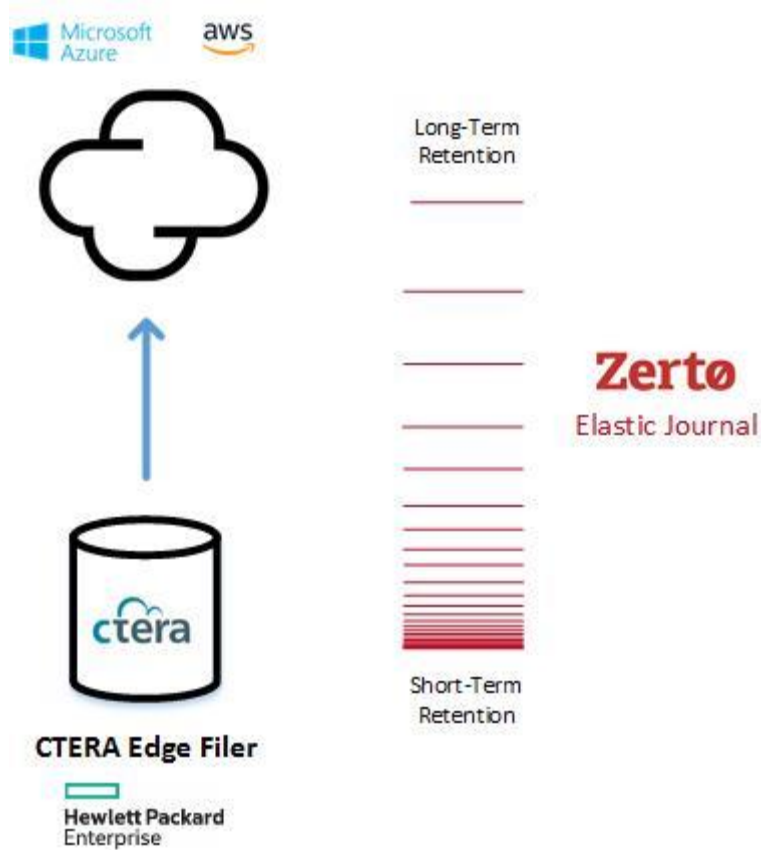 Microsoft
Azure
aws
Long-Term
Retention
Zertø
Elastic Journal
ctera
Short-Term
Retention
CTERA Edge Filer
Hewlett Packard
Enterprise